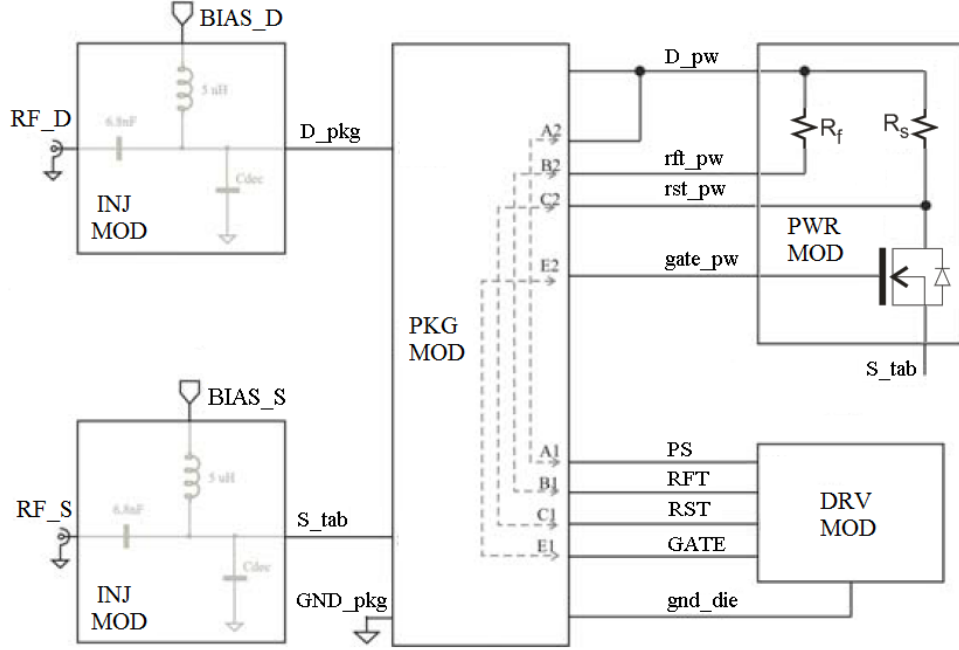 BIAS_D
5 uH
6.8nF
RF_D
D_pkg
Cdec
INJ
MOD
BIAS_S
5 uH
6.8nF
RF_S
S_tab
Cdec
INJ
MOD
GND_pkg
PKG
MOD
A2
B2
C2
E2
A1
B1
C1
E1
D_pw
rft_pw
rst_pw
gate_pw
Rf
Rs
PWR
MOD
S_tab
PS
RFT
RST
GATE
gnd_die
DRV
MOD